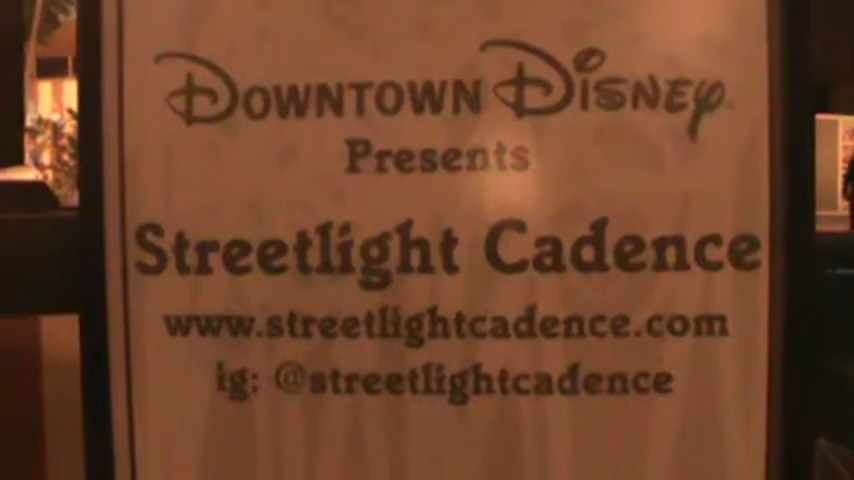 Downtown Disney
Presents
Streetlight Cadence
www.streetlightcadence.com
ig: @streetlightcadence